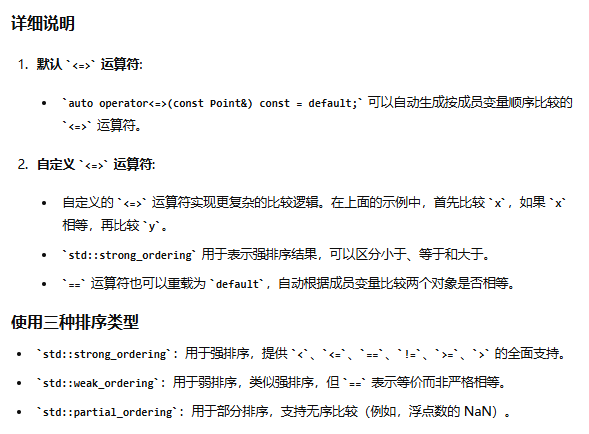 详细说明
1. 默认 `<=>` 运算符:
• `auto operator<=>(const Point&) const = default;` 可以自动生成按成员变量顺序比较的
`<=>` 运算符。
2. 自定义 `<=>` 运算符:
• 自定义的 `<=>` 运算符实现更复杂的比较逻辑。在上面的示例中，首先比较 `x`，如果 `x`
相等，再比较 `y`。
• `std::strong_ordering` 用于表示强排序结果，可以区分小于、等于和大于。
• `==` 运算符也可以重载为 `default`，自动根据成员变量比较两个对象是否相等。
使用三种排序类型
• `std::strong_ordering`：用于强排序，提供 `<`、`<=`、`==`、`!=`、`>=`、`>` 的全面支持。
• `std::weak_ordering`：用于弱排序，类似强排序，但 `==` 表示等价而非严格相等。
• `std::partial_ordering`：用于部分排序，支持无序比较（例如，浮点数的 NaN）。